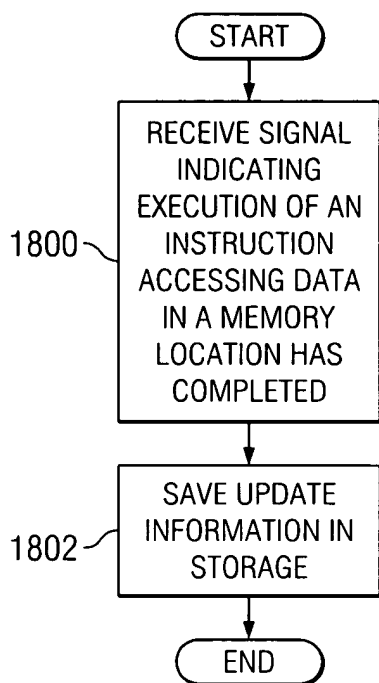 START
RECEIVE SIGNAL
INDICATING
EXECUTION OF AN
INSTRUCTION
ACCESSING DATA
IN A MEMORY
LOCATION HAS
COMPLETED
1800
SAVE UPDATE
INFORMATION IN
STORAGE
1802
END